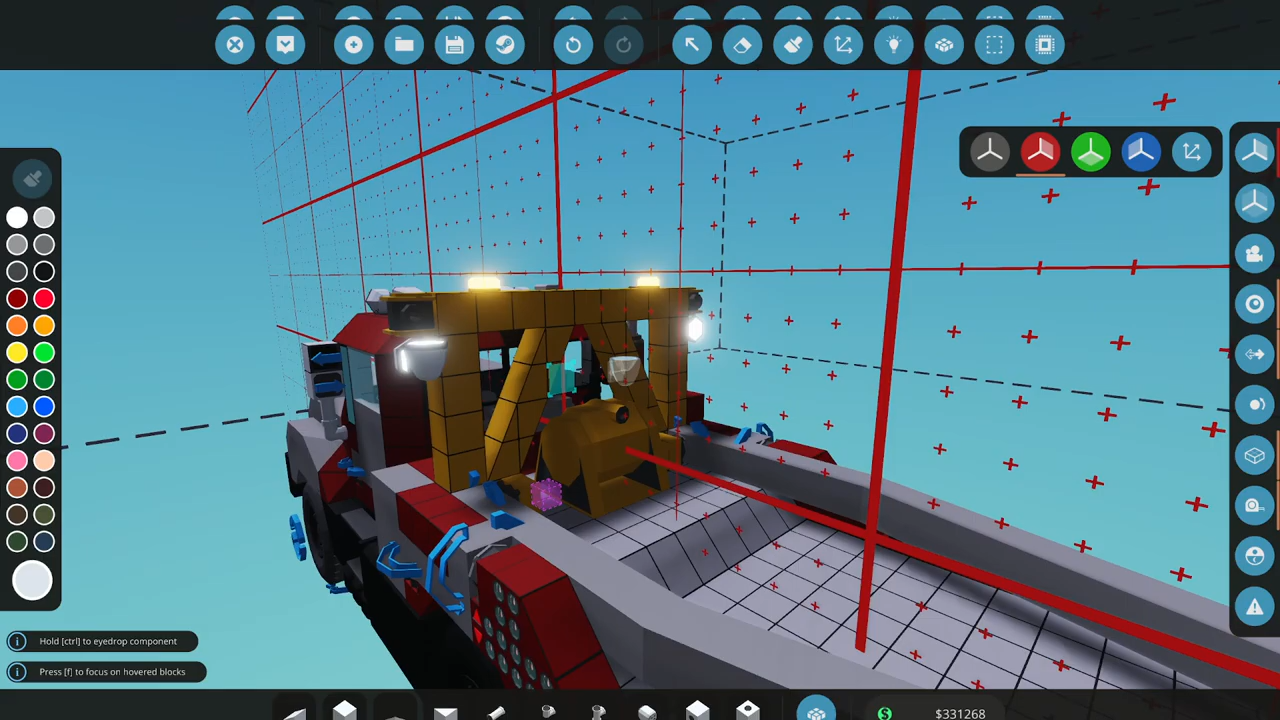 Hold [ctrl] to eyedrop component
Press [f] to focus on hovered blocks
$331268